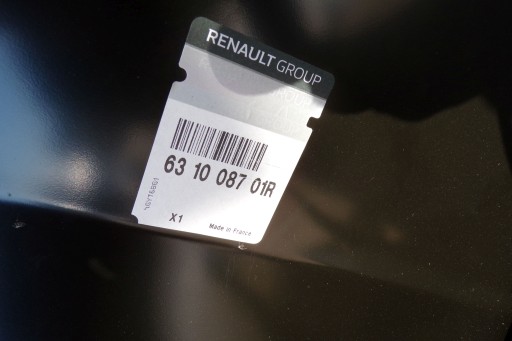 RENAULT GROUP
63 10 087 01R
X1
Made in France